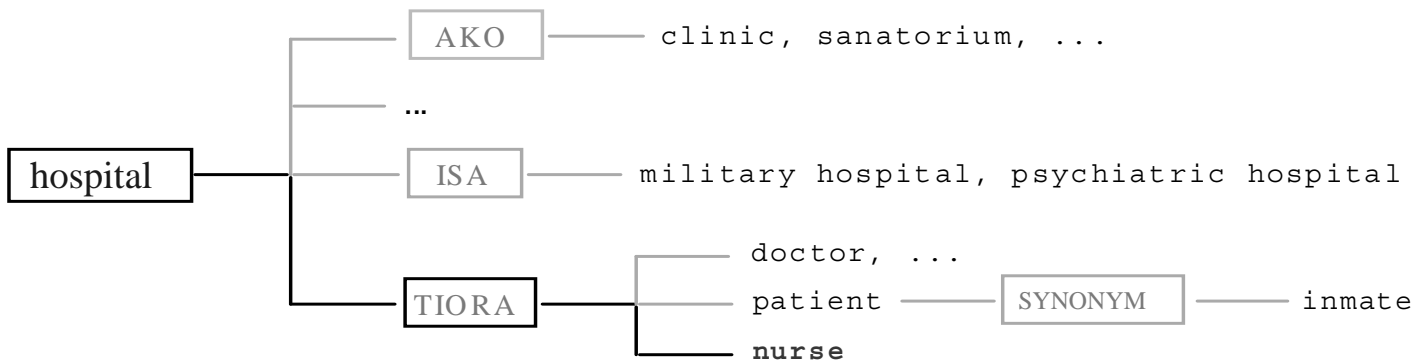 AKO clinic, sanatorium, ...
...
hospital ISA military hospital, psychiatric hospital
doctor, ...
TIORA patient SYNONYM inmate
nurse